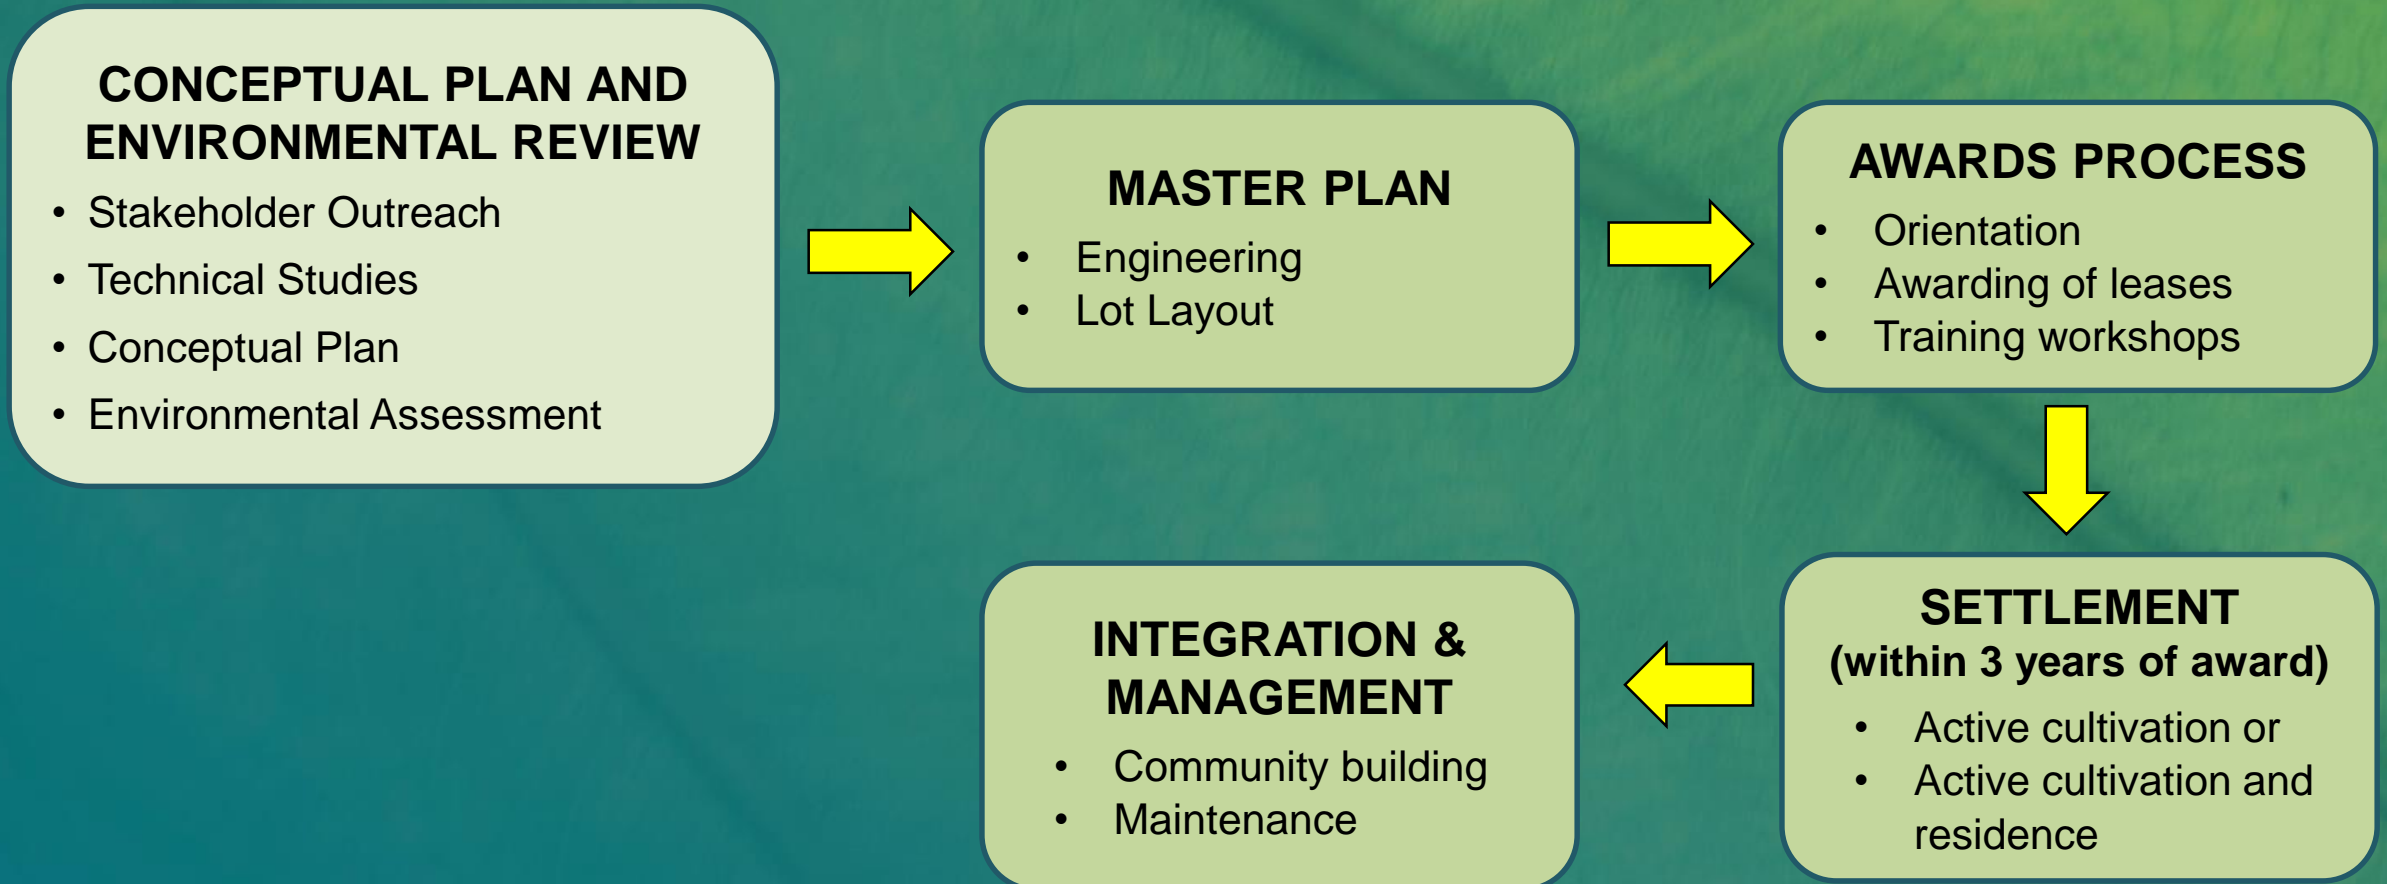 CONCEPTUAL PLAN AND
ENVIRONMENTAL REVIEW
• Stakeholder Outreach
• Technical Studies
• Conceptual Plan
• Environmental Assessment
MASTER PLAN
• Engineering
• Lot Layout
AWARDS PROCESS
• Orientation
• Awarding of leases
• Training workshops
SETTLEMENT
(within 3 years of award)
• Active cultivation or
• Active cultivation and
residence
INTEGRATION &
MANAGEMENT
• Community building
• Maintenance